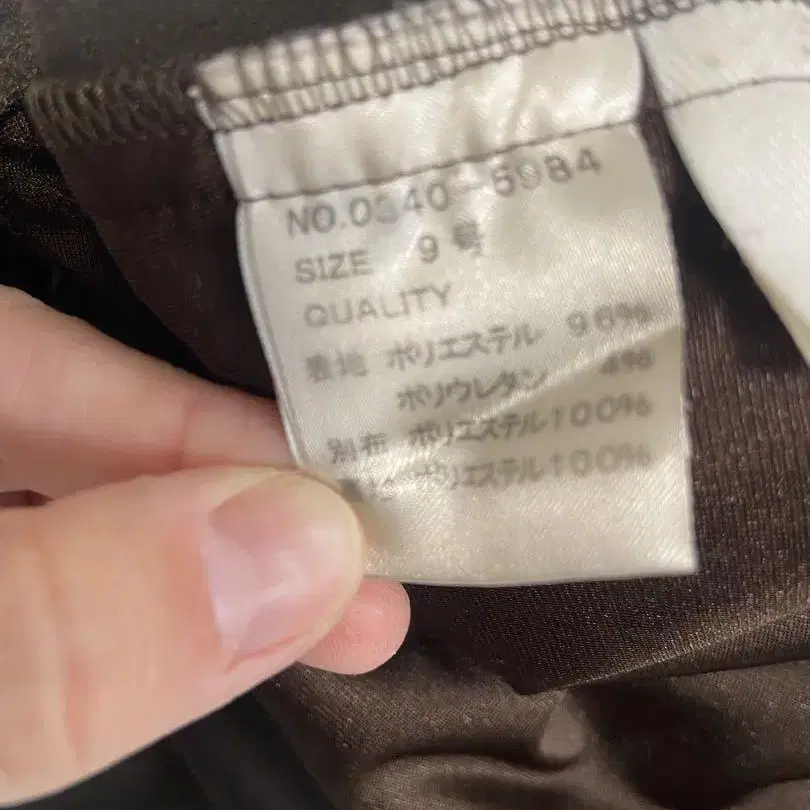 NO.0340-5984
SIZE 9号
QUALITY
表地 ポリエステル 96%
ポリウレタン 4%
別布 ポリエステル100%
ポリエステル100%